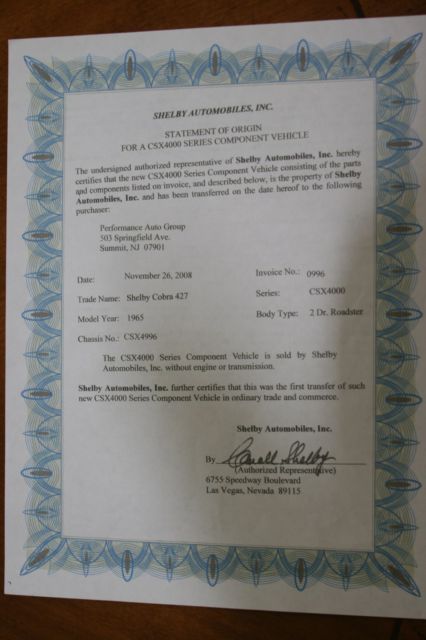 SHELBY AUTOMOBILES, INC.
STATEMENT OF ORIGIN
FOR A CSX4000 SERIES COMPONENT VEHICLE
The undersigned authorized representative of Shelby Automobiles, Inc. hereby
certifies that the new CSX4000 Series Component Vehicle consisting of the parts
and components listed on invoice, and described below, is the property of Shelby
Automobiles, Inc. and has been transferred on the date hereof to the following
purchaser:
Performance Auto Group
503 Springfield Ave.
Summit, NJ 07901
Date: November 26, 2008 Invoice No.: 0996
Trade Name: Shelby Cobra 427 Series: CSX4000
Model Year: 1965 Body Type: 2 Dr. Roadster
Chassis No.: CSX4996
The CSX4000 Series Component Vehicle is sold by Shelby
Automobiles, Inc. without engine or transmission.
Shelby Automobiles, Inc. further certifies that this was the first transfer of such
new CSX4000 Series Component Vehicle in ordinary trade and commerce.
Shelby Automobiles, Inc.
By Carroll Shelby
(Authorized Representative)
6755 Speedway Boulevard
Las Vegas, Nevada 89115